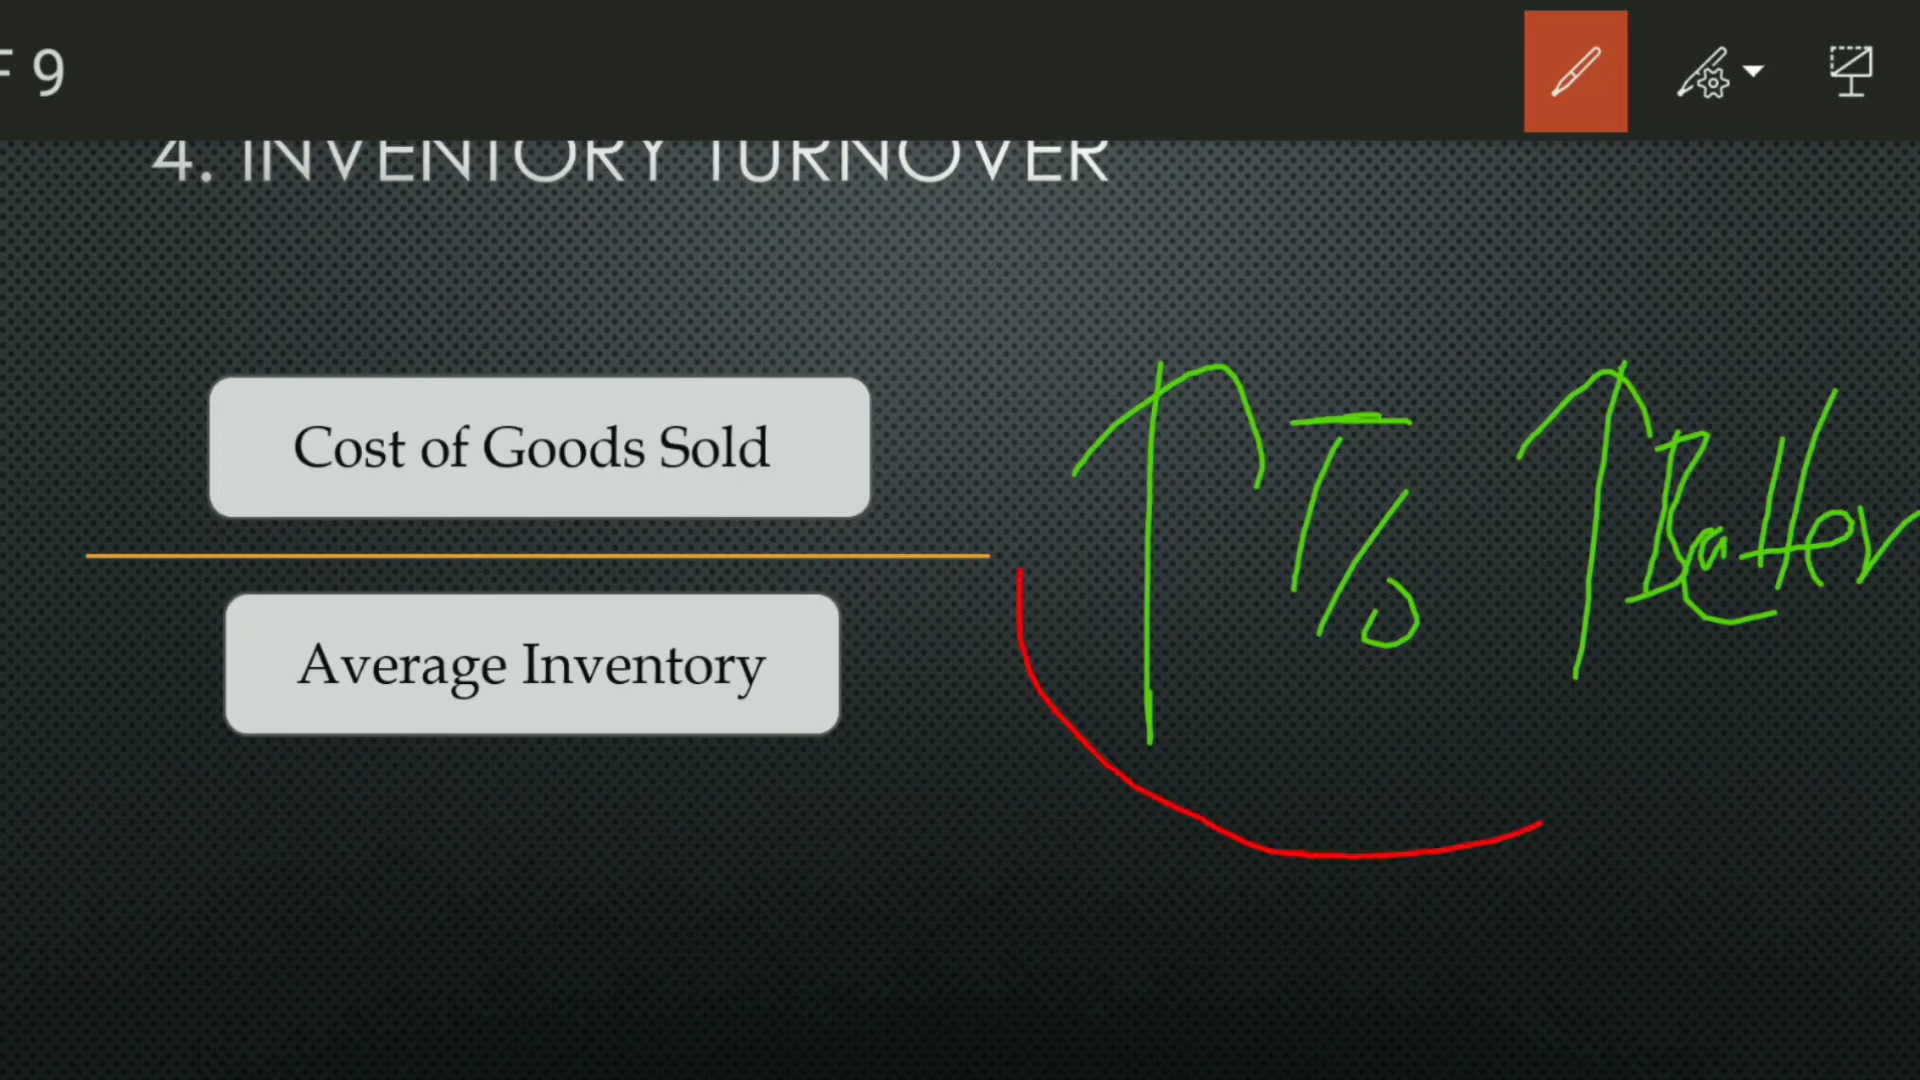 F 9
4. INVENTORY TURNOVER
Cost of Goods Sold
Average Inventory
T/o
Better